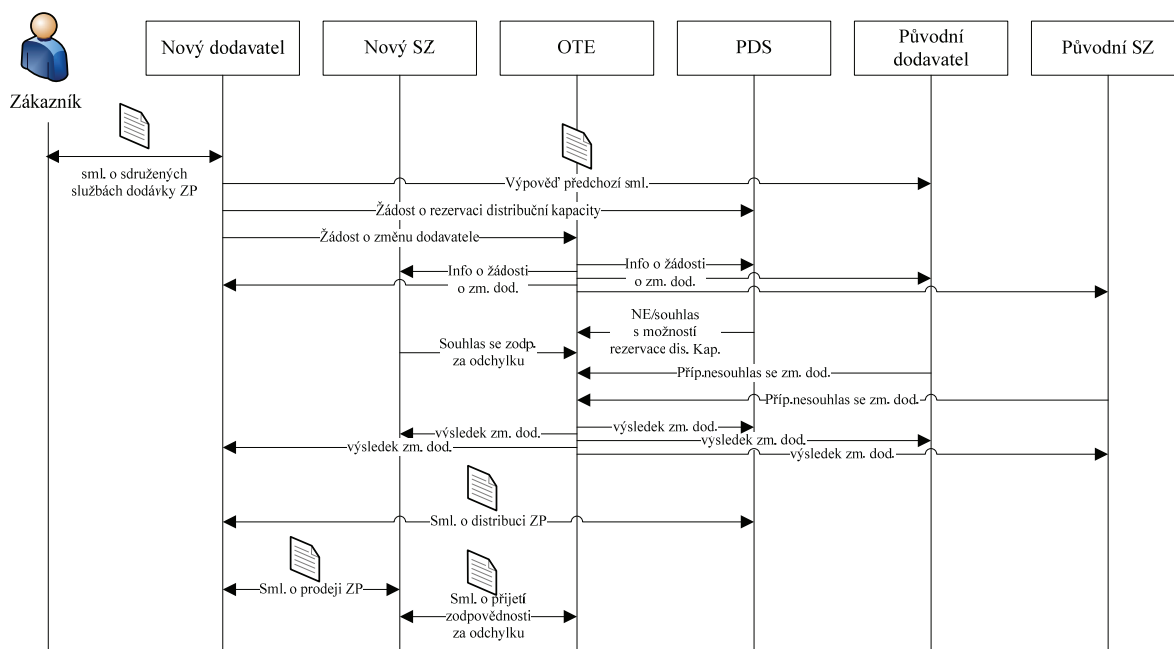 Zákazník
Nový dodavatel
Nový SZ
OTE
PDS
Původní
dodavatel
Původní SZ
sml. o sdružených
službách dodávky ZP
Výpověď předchozí sml.
Žádost o rezervaci distribuční kapacity
Žádost o změnu dodavatele
Info o žádosti
o zm. dod.
Info o žádosti
o zm. dod.
NE/souhlas
s možností
rezervace dis. Kap.
Souhlas se zodp.
za odchylku
Příp.nesouhlas se zm. dod.
Příp.nesouhlas se zm. dod.
výsledek zm. dod.
výsledek zm. dod.
výsledek zm. dod.
výsledek zm. dod.
výsledek zm. dod.
Sml. o distribuci ZP
Sml. o prodeji ZP
Sml. o přijetí
zodpovědnosti
za odchylku